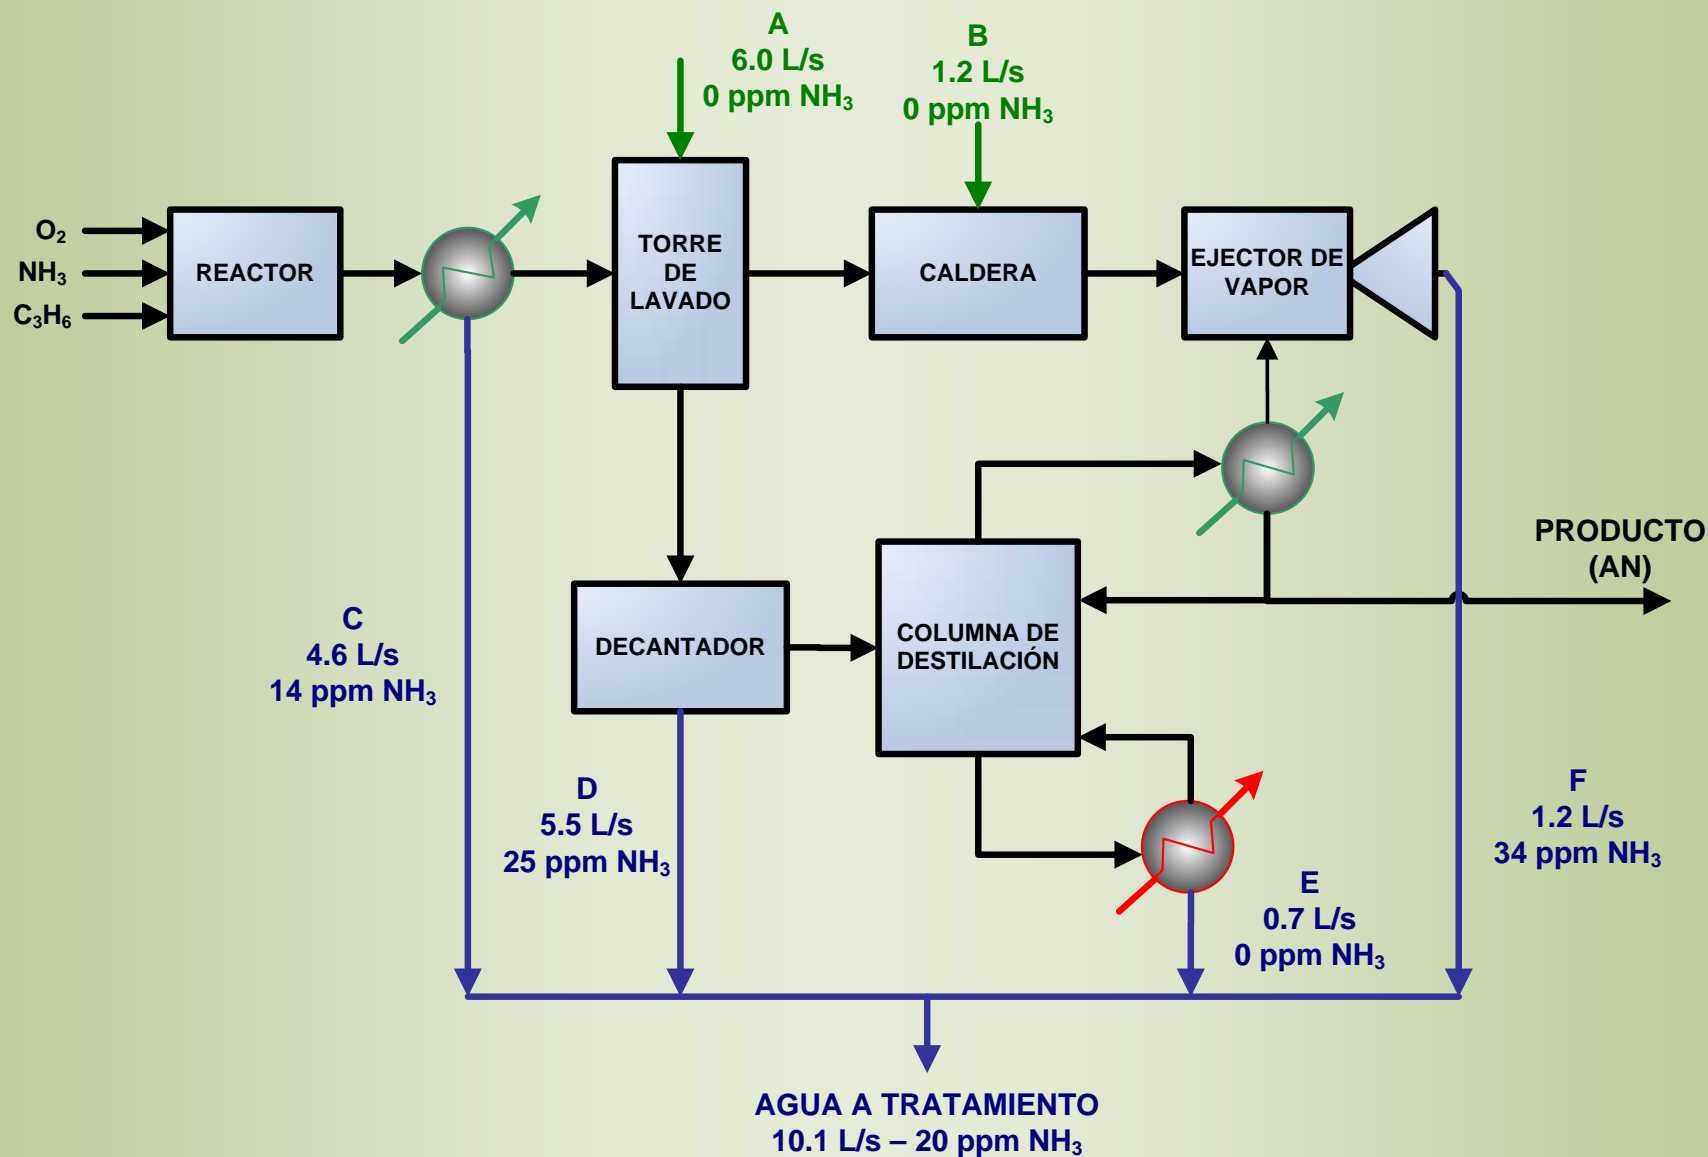 A
6.0 L/s
0 ppm NH₃
B
1.2 L/s
0 ppm NH₃
O₂
NH₃
C₃H₆
REACTOR
TORRE
DE
LAVADO
CALDERA
EJECTOR DE
VAPOR
PRODUCTO
(AN)
C
4.6 L/s
14 ppm NH₃
DECANTADOR
COLUMNA DE
DESTILACIÓN
D
5.5 L/s
25 ppm NH₃
E
0.7 L/s
0 ppm NH₃
F
1.2 L/s
34 ppm NH₃
AGUA A TRATAMIENTO
10.1 L/s – 20 ppm NH₃